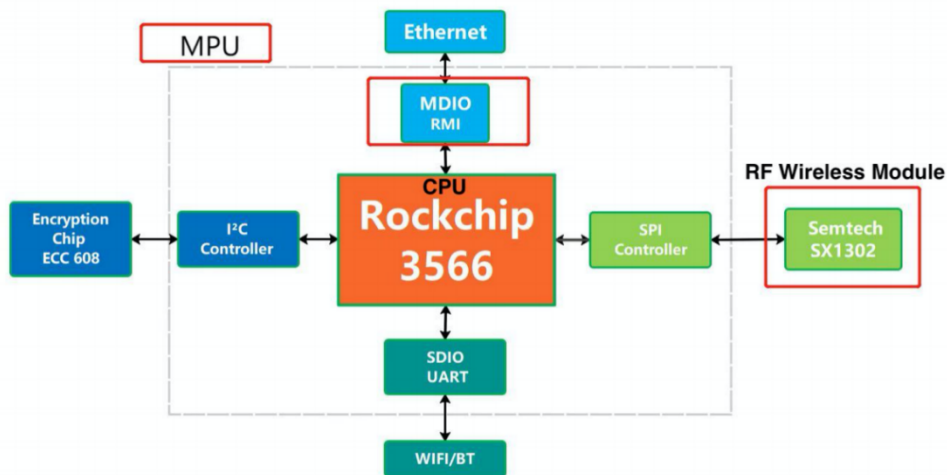 Ethernet
MPU
MDIO
RMI
RF Wireless Module
CPU
Rockchip
3566
Encryption
Chip
ECC 608
I²C
Controller
SPI
Controller
Semtech
SX1302
SDIO
UART
WIFI/BT